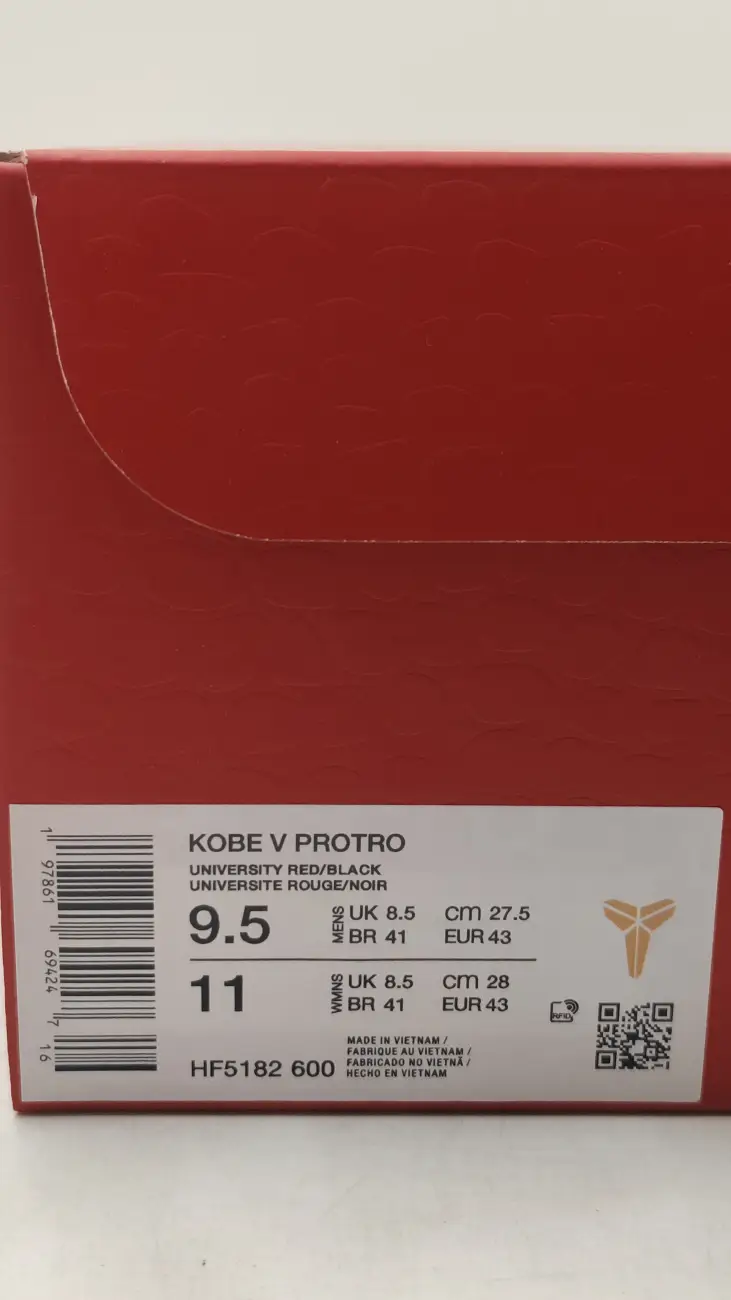 KOBE V PROTRO
UNIVERSITY RED/BLACK
UNIVERSITE ROUGE/NOIR
9.5 MENS UK 8.5 cm 27.5
BR 41 EUR 43
11 WMNS UK 8.5 cm 28
BR 41 EUR 43
RFID
HF5182 600
MADE IN VIETNAM /
FABRIQUE AU VIETNAM /
FABRICADO NO VIETNÃ /
HECHO EN VIETNAM
1 97861 69424 7 16